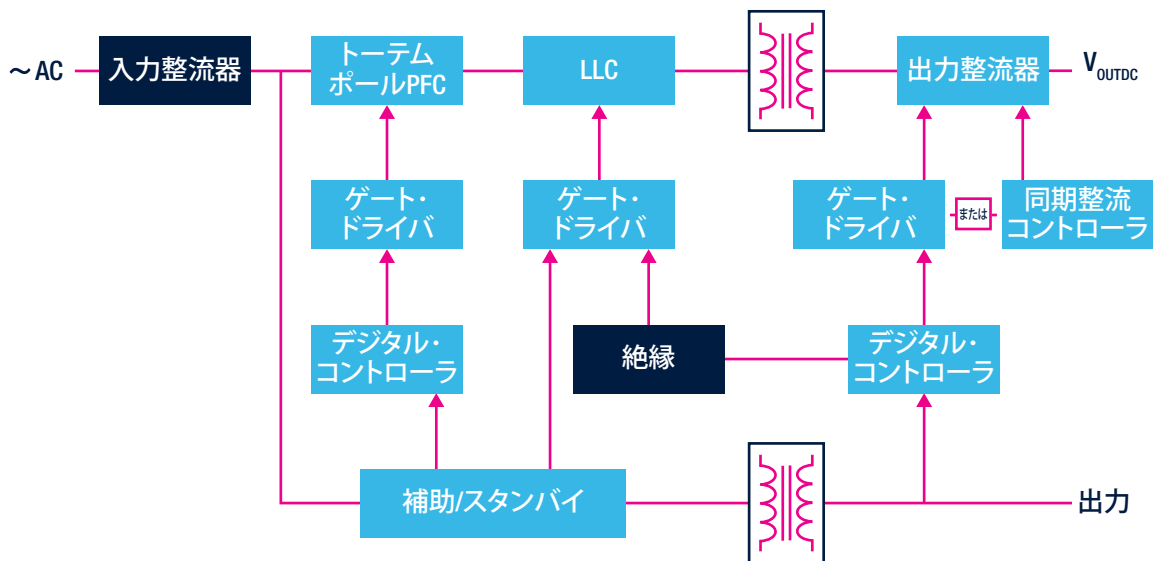 ～AC
入力整流器
トーテム
ポールPFC
LLC
出力整流器
VOUTDC
ゲート・
ドライバ
ゲート・
ドライバ
ゲート・
ドライバ
または
同期整流
コントローラ
デジタル・
コントローラ
絶縁
デジタル・
コントローラ
補助/スタンバイ
出力